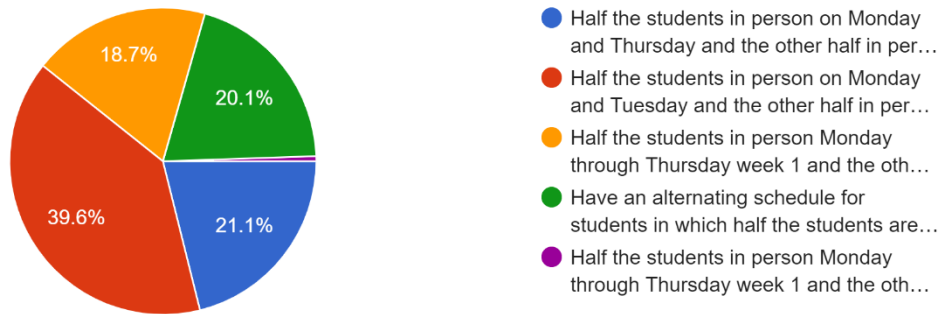 18.7%
20.1%
39.6%
21.1%
Half the students in person on Monday
and Thursday and the other half in per…
Half the students in person on Monday
and Tuesday and the other half in per…
Half the students in person Monday
through Thursday week 1 and the oth…
Have an alternating schedule for
students in which half the students are…
Half the students in person Monday
through Thursday week 1 and the oth…